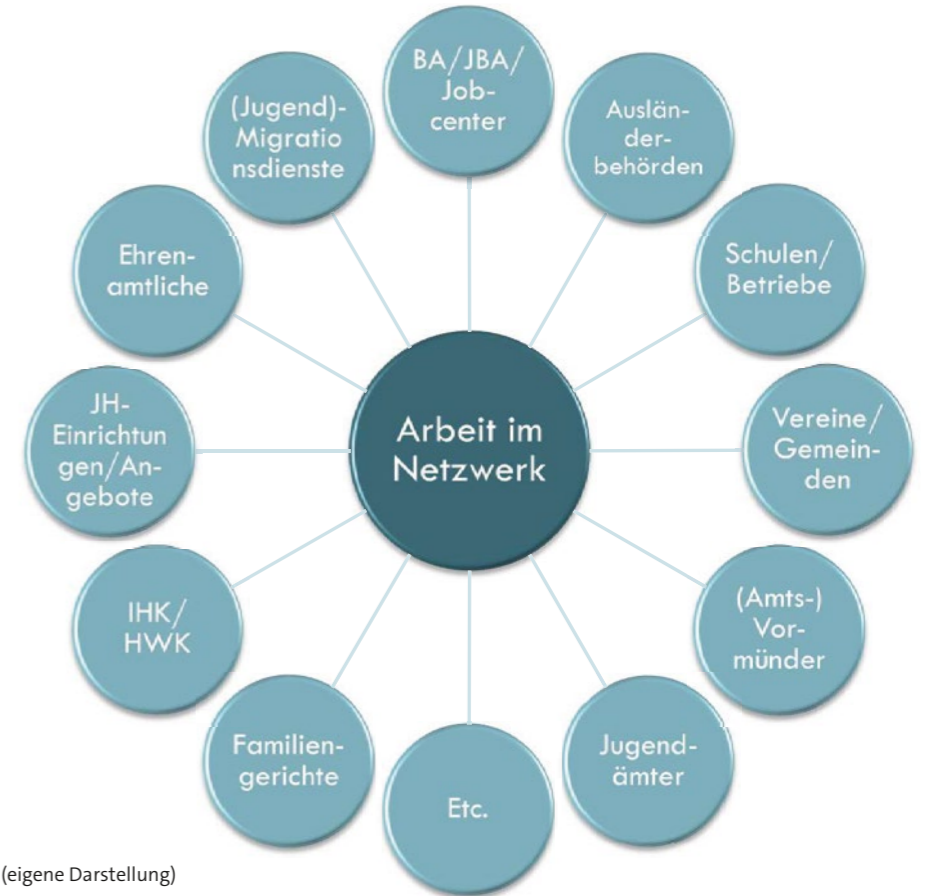 BA/JBA/
Job-
center
Auslän-
der-
behörden
Schulen/
Betriebe
Vereine/
Gemein-
den
(Amts-)
Vor-
münder
Jugend-
ämter
Etc.
Familien-
gerichte
IHK/
HWK
JH-
Einrichtun
gen/An-
gebote
Ehren-
amtliche
(Jugend)-
Migratio
nsdienste
Arbeit im
Netzwerk
(eigene Darstellung)